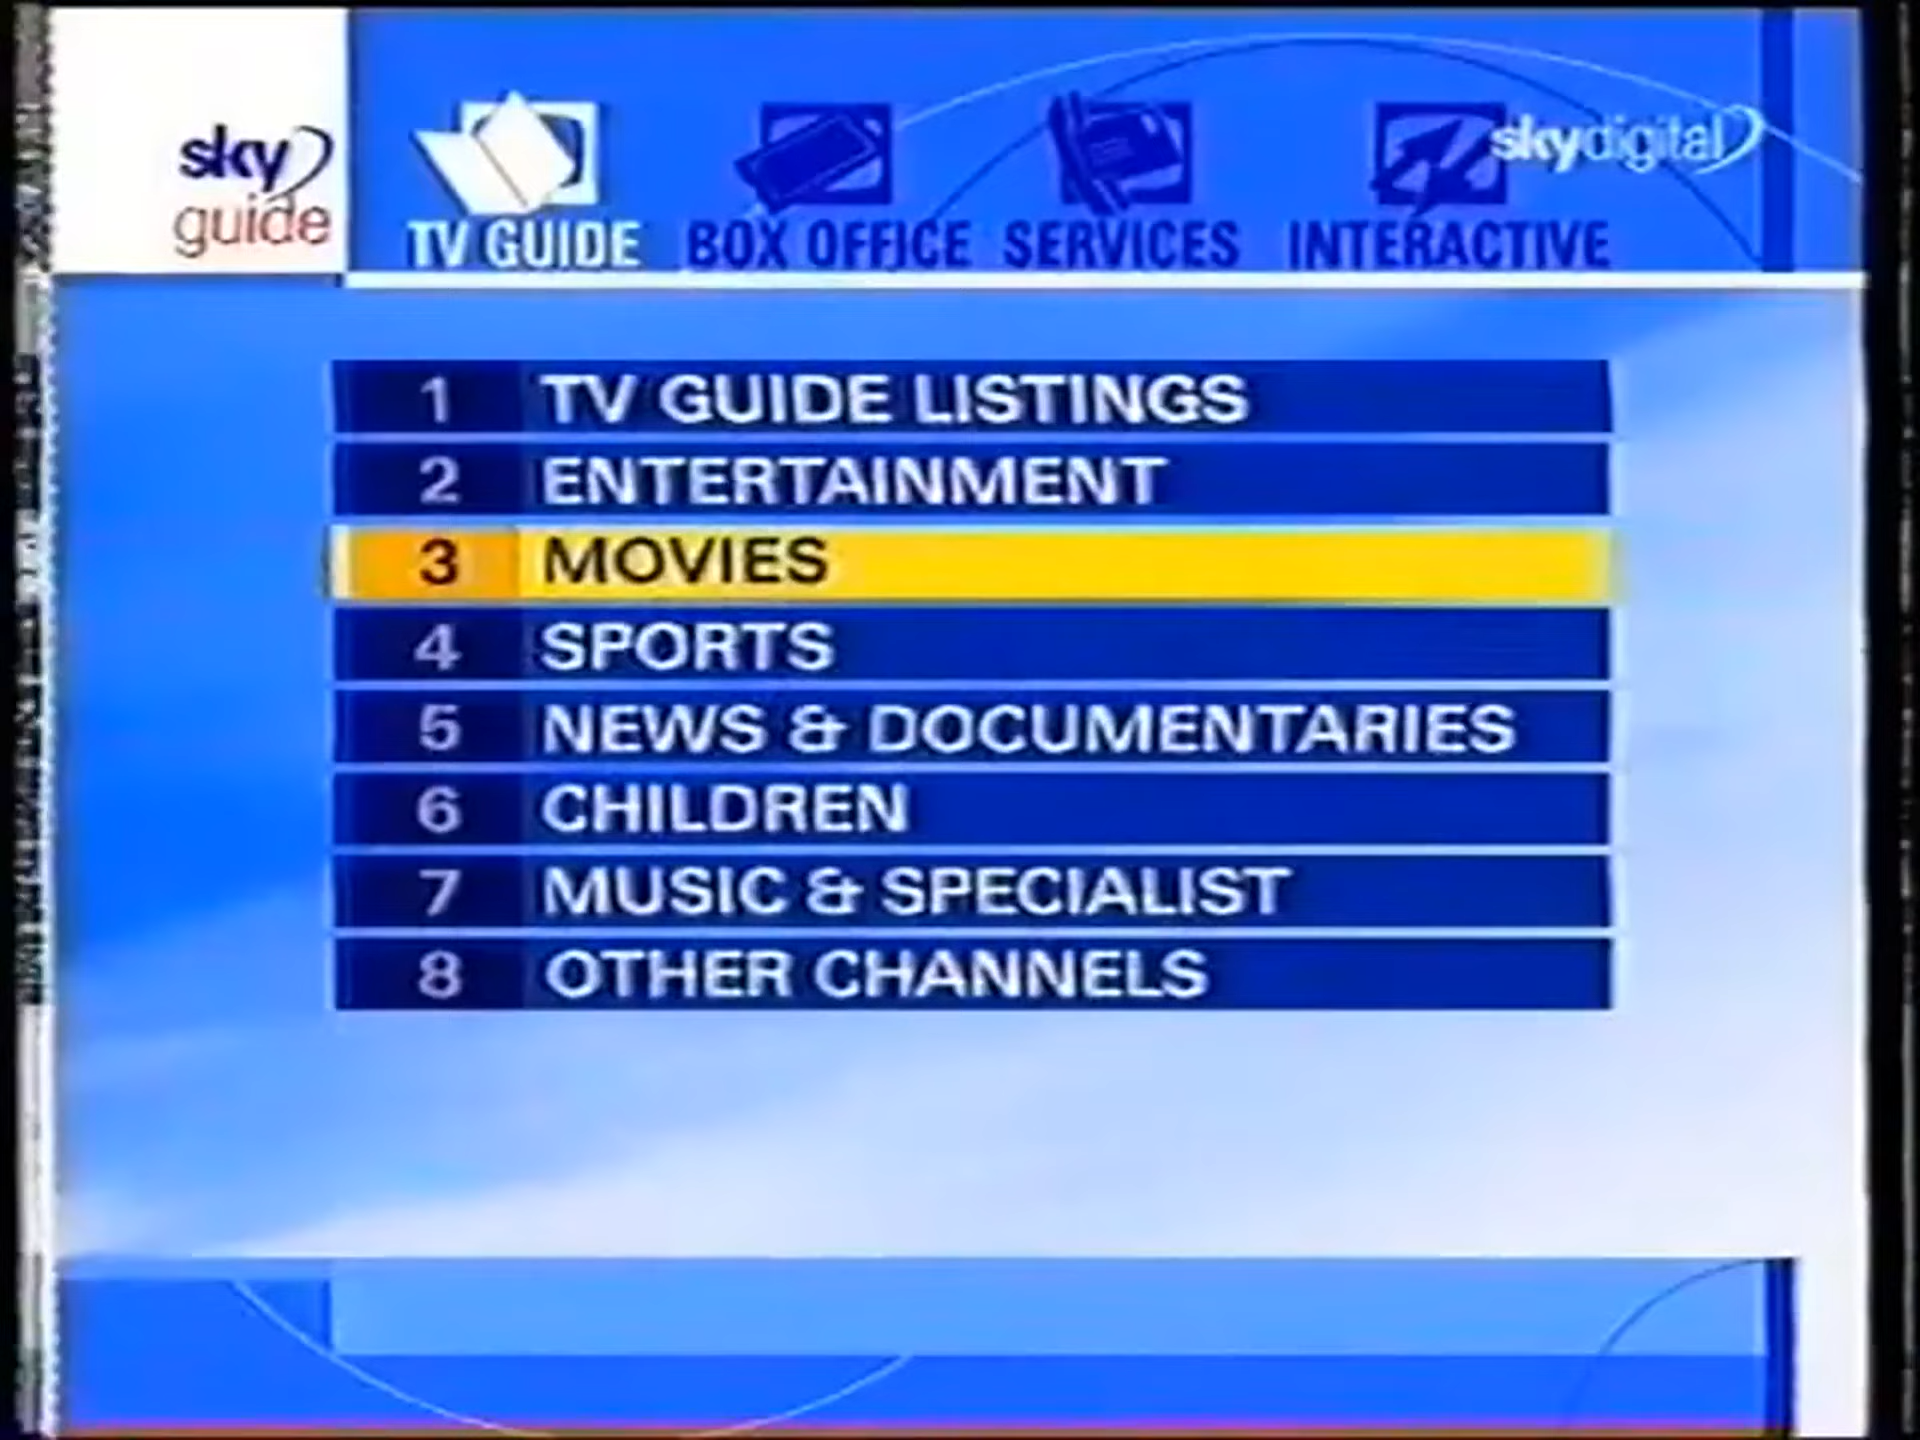 sky
guide
TV GUIDE
BOX OFFICE
SERVICES
INTERACTIVE
skydigital
1 TV GUIDE LISTINGS
2 ENTERTAINMENT
3 MOVIES
4 SPORTS
5 NEWS & DOCUMENTARIES
6 CHILDREN
7 MUSIC & SPECIALIST
8 OTHER CHANNELS